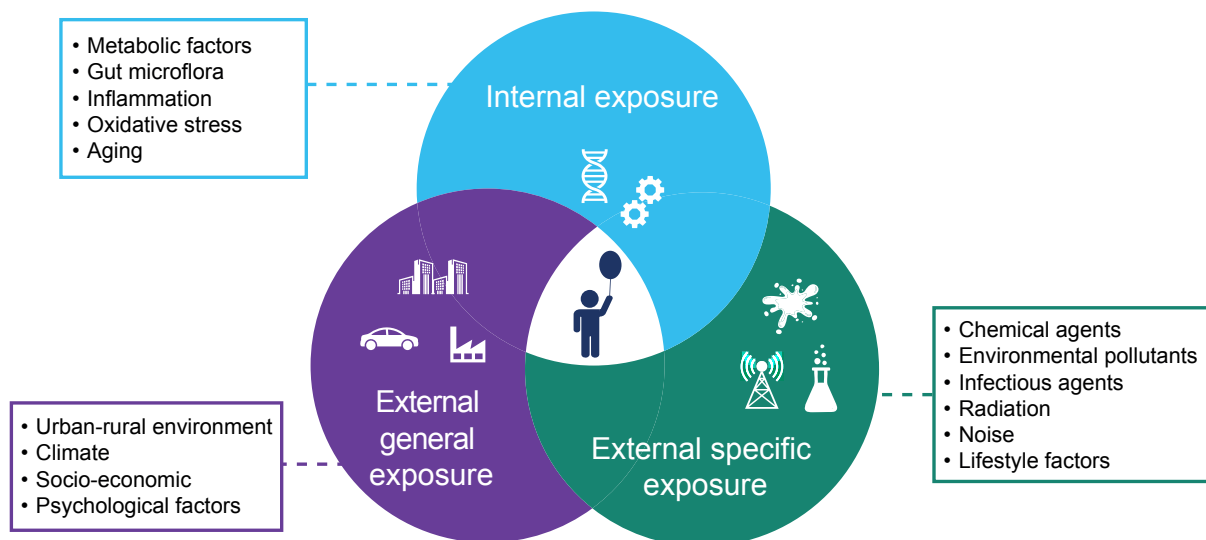 • Metabolic factors
• Gut microflora
• Inflammation
• Oxidative stress
• Aging
Internal exposure
External
general
exposure
External specific
exposure
• Urban-rural environment
• Climate
• Socio-economic
• Psychological factors
• Chemical agents
• Environmental pollutants
• Infectious agents
• Radiation
• Noise
• Lifestyle factors